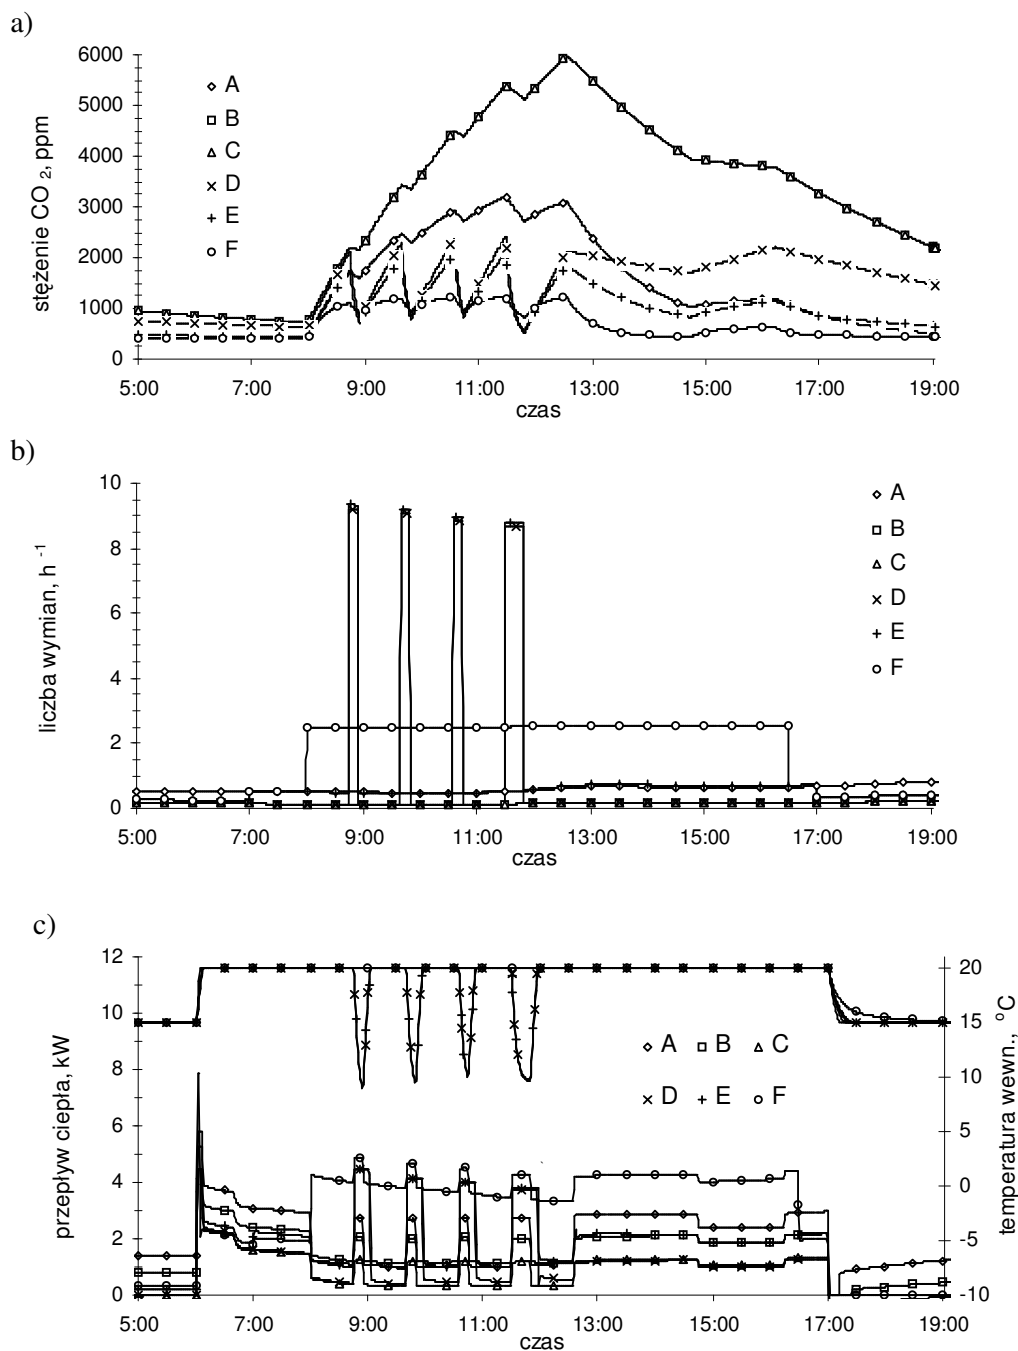 a)
stężenie CO 2, ppm
6000
5000
4000
3000
2000
1000
0
A
B
C
D
E
F
5:00 7:00 9:00 11:00 13:00 15:00 17:00 19:00
czas
b)
liczba wymian, h -1
10
8
6
4
2
0
A
B
C
D
E
F
5:00 7:00 9:00 11:00 13:00 15:00 17:00 19:00
czas
c)
przepływ ciepła, kW
12
10
8
6
4
2
0
A B C
D E F
20
15
10
5
0
-5
-10
temperatura wewn., °C
5:00 7:00 9:00 11:00 13:00 15:00 17:00 19:00
czas